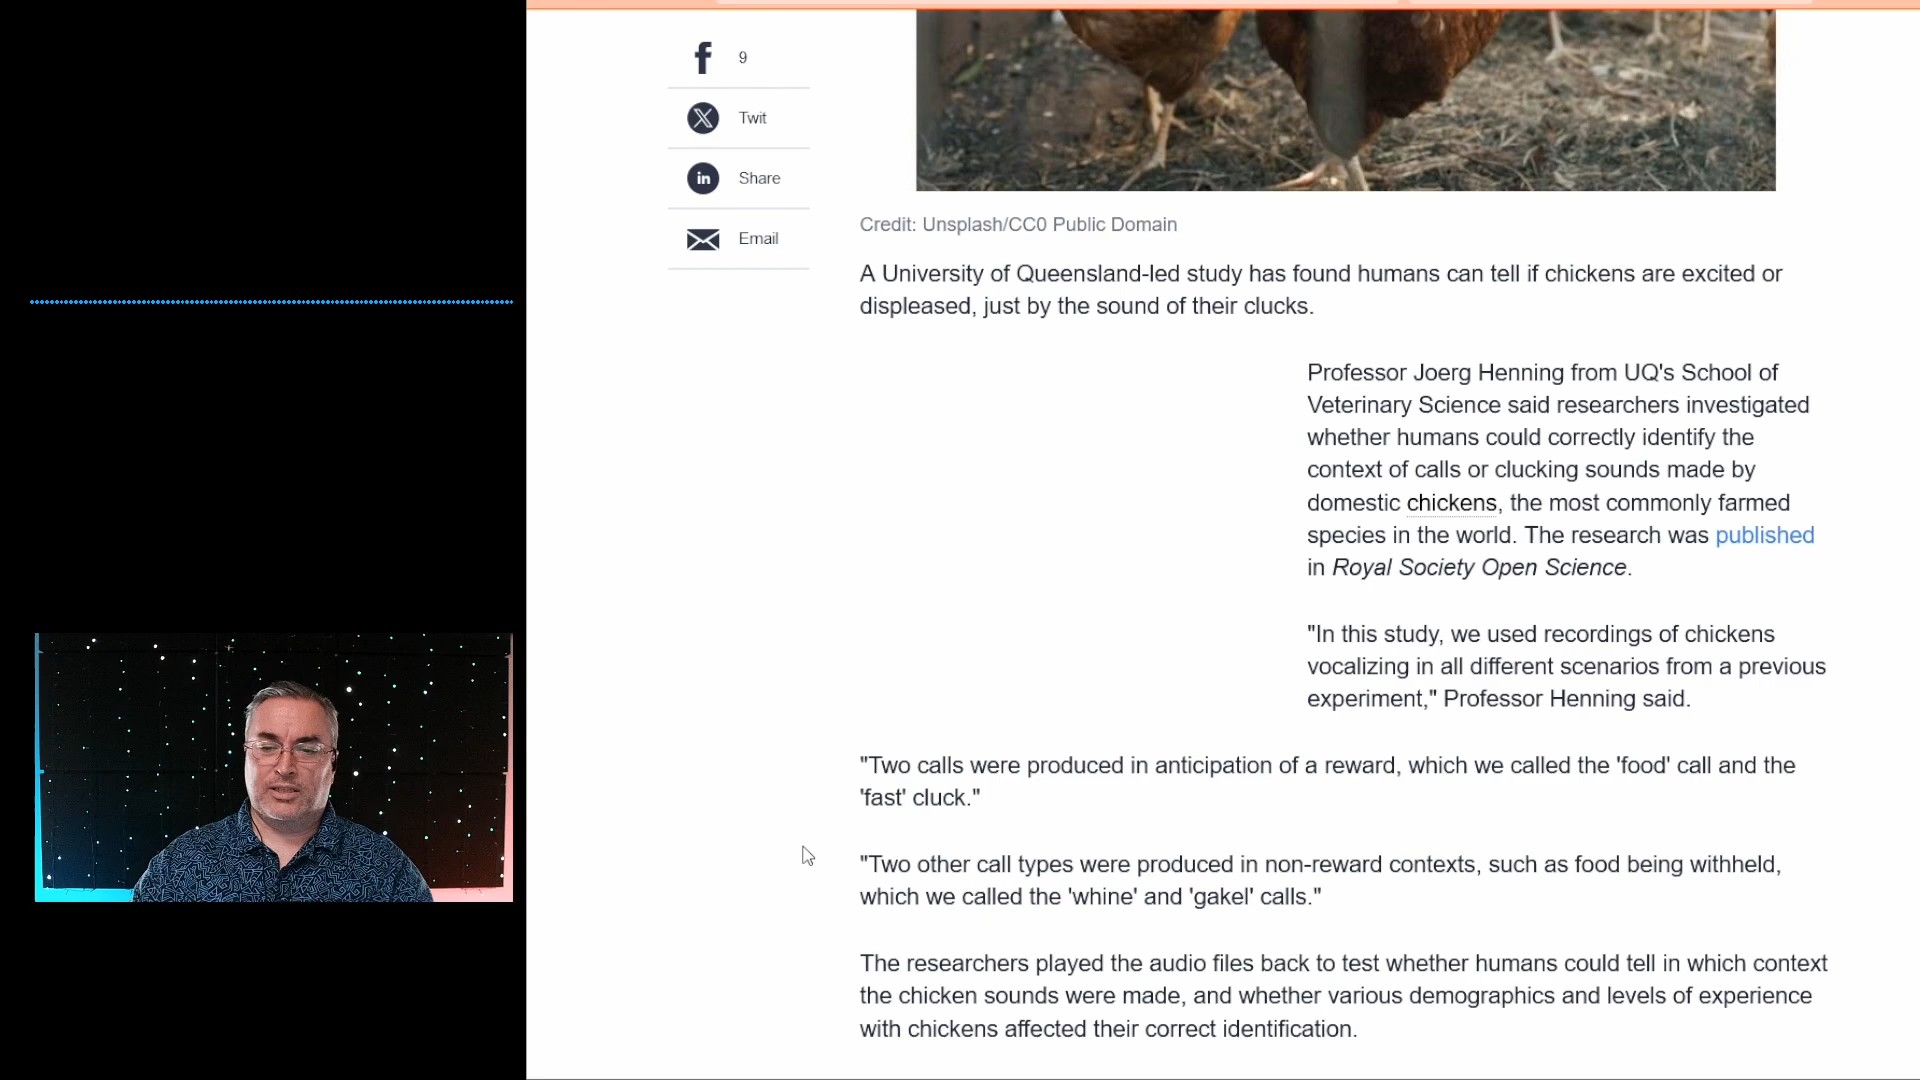 9
Twit
in
Share
Email
Credit: Unsplash/CC0 Public Domain
A University of Queensland-led study has found humans can tell if chickens are excited or
displeased, just by the sound of their clucks.
Professor Joerg Henning from UQ's School of
Veterinary Science said researchers investigated
whether humans could correctly identify the
context of calls or clucking sounds made by
domestic chickens, the most commonly farmed
species in the world. The research was published
in Royal Society Open Science.
"In this study, we used recordings of chickens
vocalizing in all different scenarios from a previous
experiment," Professor Henning said.
"Two calls were produced in anticipation of a reward, which we called the 'food' call and the
'fast' cluck."
"Two other call types were produced in non-reward contexts, such as food being withheld,
which we called the 'whine' and 'gakel' calls."
The researchers played the audio files back to test whether humans could tell in which context
the chicken sounds were made, and whether various demographics and levels of experience
with chickens affected their correct identification.